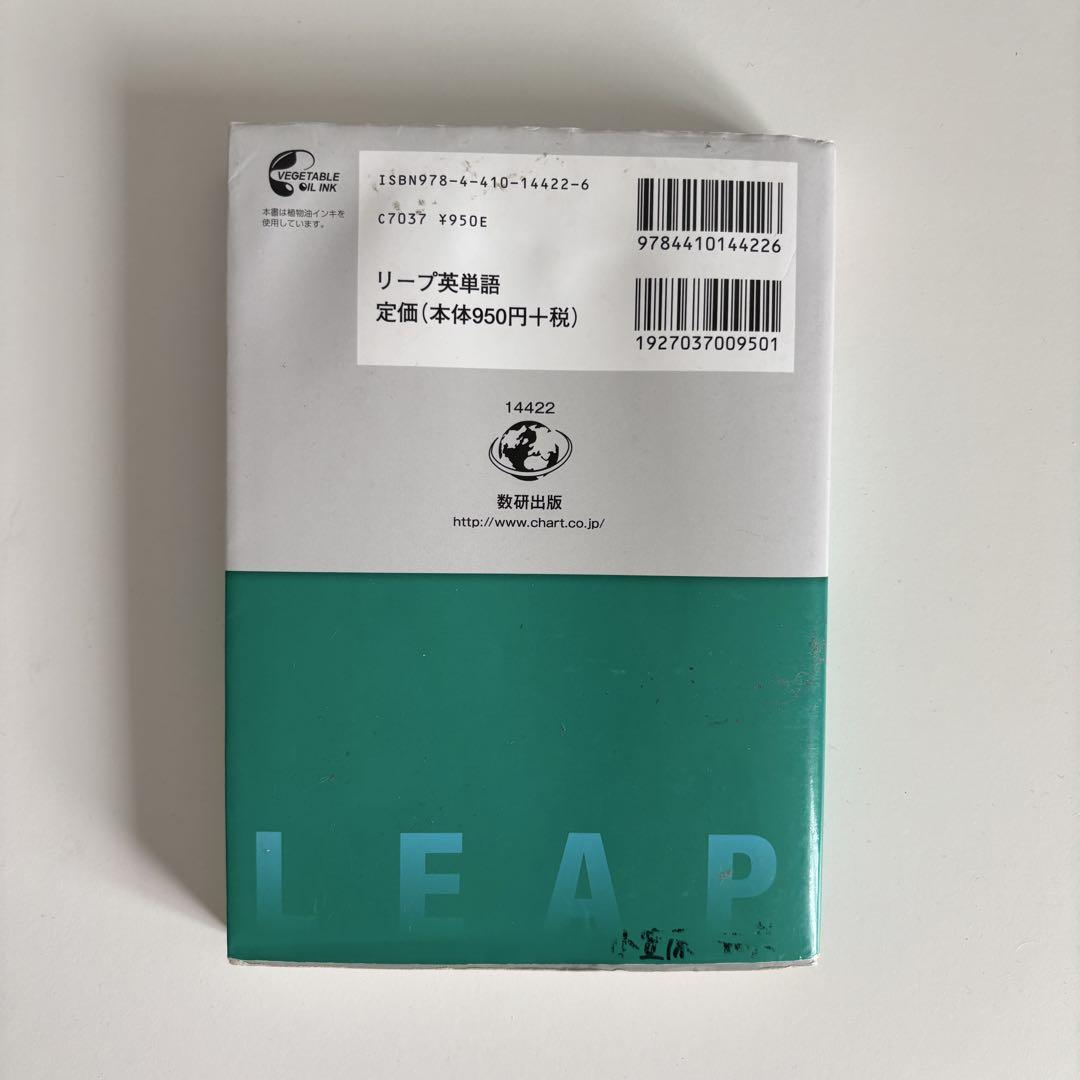 VEGETABLE
OIL INK
本書は植物油インキを
使用しています。
ISBN978-4-410-14422-6
C7037 ¥950E
リープ英単語
定価(本体950円+税)
9784410144226
1927037009501
14422
数研出版
http://www.chart.co.jp/
LEAP